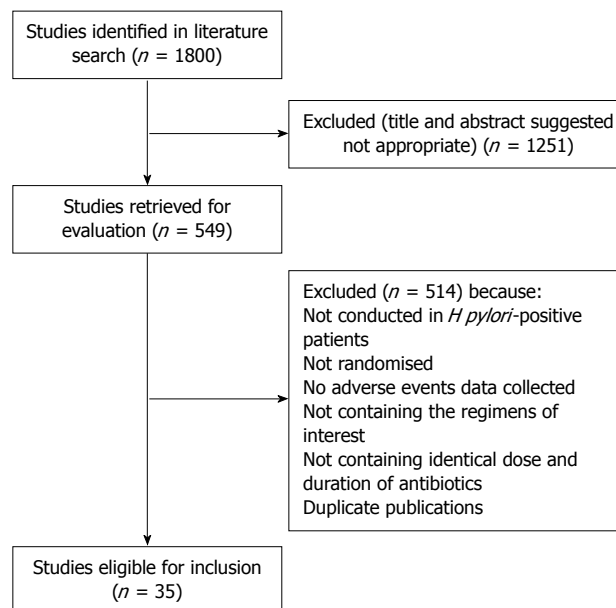 Studies identified in literature
search (n = 1800)
Excluded (title and abstract suggested
not appropriate) (n = 1251)
Studies retrieved for
evaluation (n = 549)
Excluded (n = 514) because:
Not conducted in H pylori-positive
patients
Not randomised
No adverse events data collected
Not containing the regimens of
interest
Not containing identical dose and
duration of antibiotics
Duplicate publications
Studies eligible for inclusion
(n = 35)